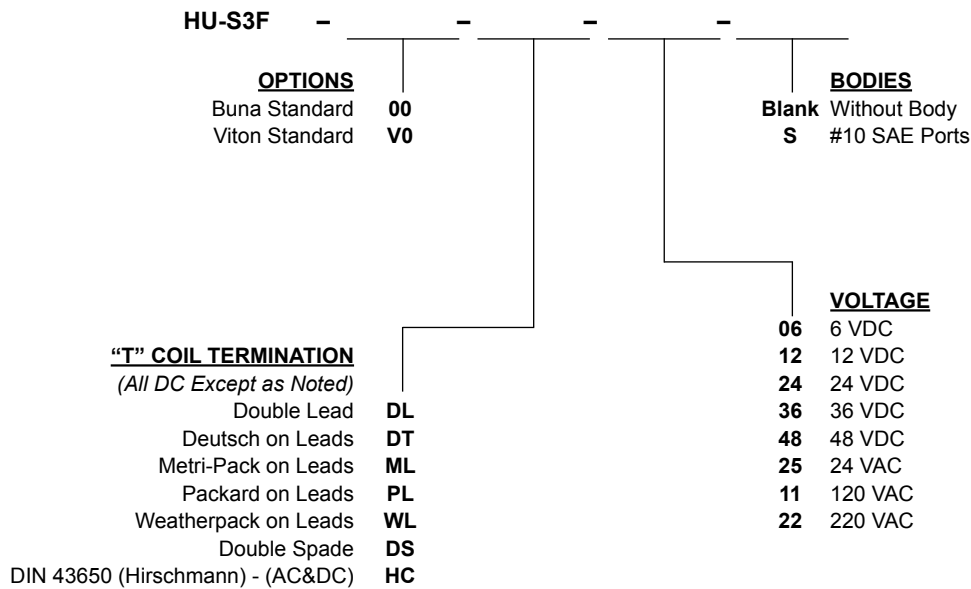 HU-S3F – – – –
OPTIONS
Buna Standard 00
Viton Standard V0
BODIES
Blank Without Body
S #10 SAE Ports
“T” COIL TERMINATION
(All DC Except as Noted)
Double Lead DL
Deutsch on Leads DT
Metri-Pack on Leads ML
Packard on Leads PL
Weatherpack on Leads WL
Double Spade DS
DIN 43650 (Hirschmann) - (AC&DC) HC
VOLTAGE
06 6 VDC
12 12 VDC
24 24 VDC
36 36 VDC
48 48 VDC
25 24 VAC
11 120 VAC
22 220 VAC